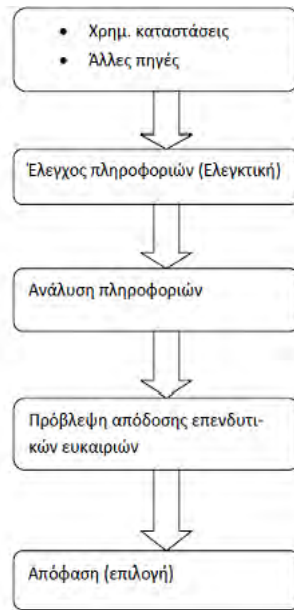 • Χρημ. καταστάσεις
• Άλλες πηγές
Έλεγχος πληροφοριών (Ελεγκτική)
Ανάλυση πληροφοριών
Πρόβλεψη απόδοσης επενδυτι-
κών ευκαιριών
Απόφαση (επιλογή)